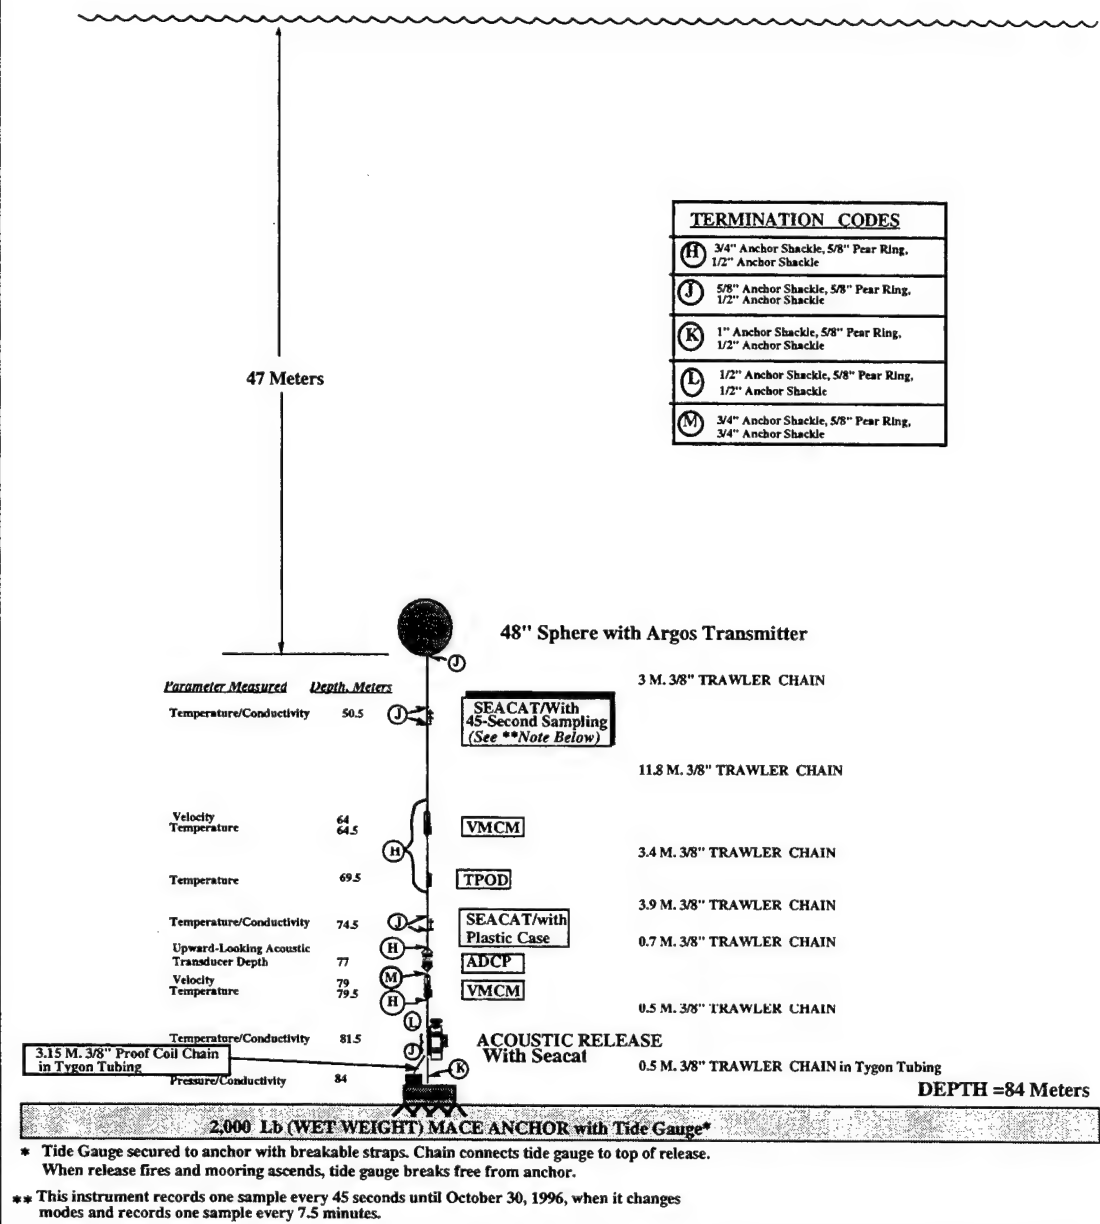 TERMINATION CODES
H 3/4" Anchor Shackle, 5/8" Pear Ring,
1/2" Anchor Shackle
J 5/8" Anchor Shackle, 5/8" Pear Ring,
1/2" Anchor Shackle
K 1" Anchor Shackle, 5/8" Pear Ring,
1/2" Anchor Shackle
L 1/2" Anchor Shackle, 5/8" Pear Ring,
1/2" Anchor Shackle
M 3/4" Anchor Shackle, 5/8" Pear Ring,
3/4" Anchor Shackle
47 Meters
48" Sphere with Argos Transmitter
J
3 M. 3/8" TRAWLER CHAIN
Parameter Measured Depth, Meters
Temperature/Conductivity 50.5 J
SEACAT/With
45-Second Sampling
(See **Note Below)
11.8 M. 3/8" TRAWLER CHAIN
Velocity 64
Temperature 64.5
VMCM
H
3.4 M. 3/8" TRAWLER CHAIN
Temperature 69.5
TPOD
3.9 M. 3/8" TRAWLER CHAIN
Temperature/Conductivity 74.5 J
SEACAT/with
Plastic Case
0.7 M. 3/8" TRAWLER CHAIN
H
Upward-Looking Acoustic
Transducer Depth 77
ADCP
M
Velocity 79
Temperature 79.5
VMCM
H
0.5 M. 3/8" TRAWLER CHAIN
L
Temperature/Conductivity 81.5
ACOUSTIC RELEASE
With Seacat
J
3.15 M. 3/8" Proof Coil Chain
in Tygon Tubing
K
0.5 M. 3/8" TRAWLER CHAIN in Tygon Tubing
Pressure/Conductivity 84
DEPTH =84 Meters
2,000 Lb (WET WEIGHT) MACE ANCHOR with Tide Gauge*
* Tide Gauge secured to anchor with breakable straps. Chain connects tide gauge to top of release.
When release fires and mooring ascends, tide gauge breaks free from anchor.
** This instrument records one sample every 45 seconds until October 30, 1996, when it changes
modes and records one sample every 7.5 minutes.